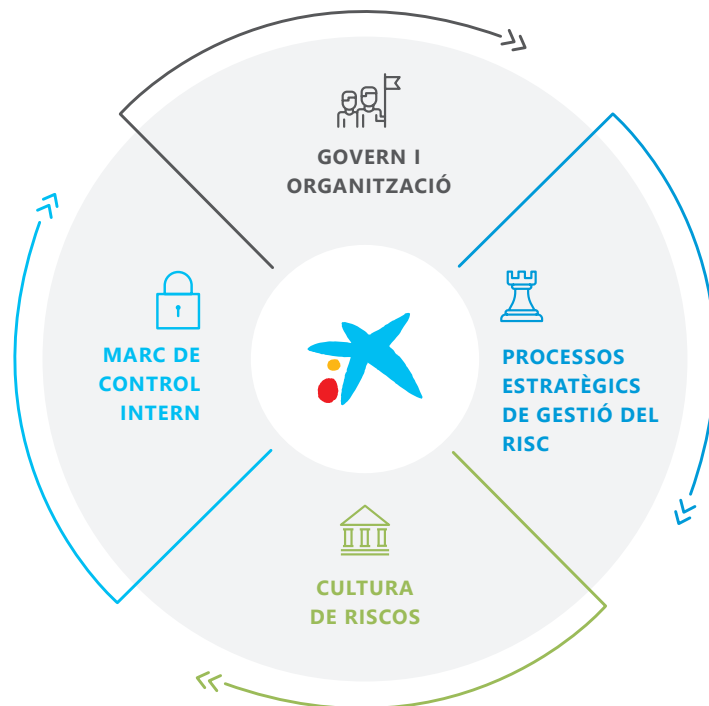 GOVERN I
ORGANITZACIÓ
PROCESSOS
ESTRATÈGICS
DE GESTIÓ DEL
RISC
CULTURA
DE RISCOS
MARC DE
CONTROL
INTERN